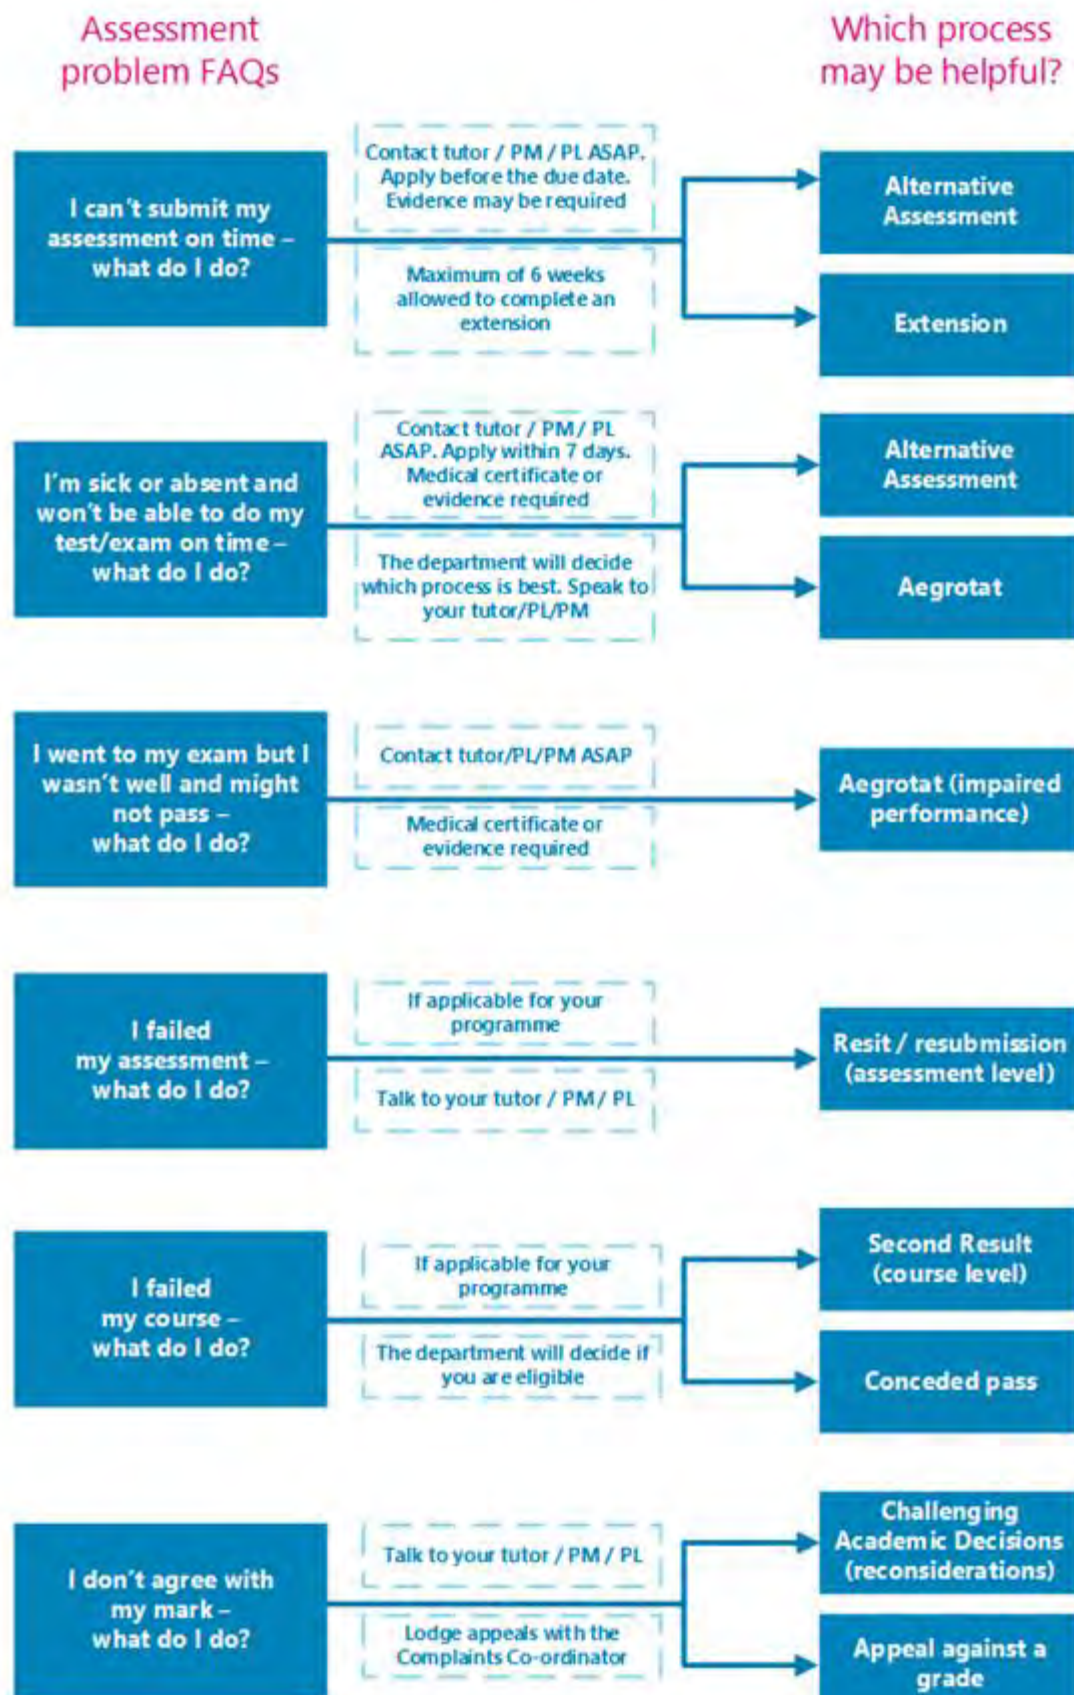 Assessment
problem FAQs
Which process
may be helpful?
I can't submit my
assessment on time –
what do I do?
Contact tutor / PM / PL ASAP.
Apply before the due date.
Evidence may be required
Maximum of 6 weeks
allowed to complete an
extension
Alternative
Assessment
Extension
I'm sick or absent and
won't be able to do my
test/exam on time –
what do I do?
Contact tutor / PM / PL
ASAP. Apply within 7 days.
Medical certificate or
evidence required
The department will decide
which process is best. Speak to
your tutor/PL/PM
Alternative
Assessment
Aegrotat
I went to my exam but I
wasn't well and might
not pass –
what do I do?
Contact tutor/PL/PM ASAP
Medical certificate or
evidence required
Aegrotat (impaired
performance)
I failed
my assessment –
what do I do?
If applicable for your
programme
Talk to your tutor / PM / PL
Resit / resubmission
(assessment level)
I failed
my course –
what do I do?
If applicable for your
programme
The department will decide if
you are eligible
Second Result
(course level)
Conceded pass
I don't agree with
my mark –
what do I do?
Talk to your tutor / PM / PL
Lodge appeals with the
Complaints Co-ordinator
Challenging
Academic Decisions
(reconsiderations)
Appeal against a
grade